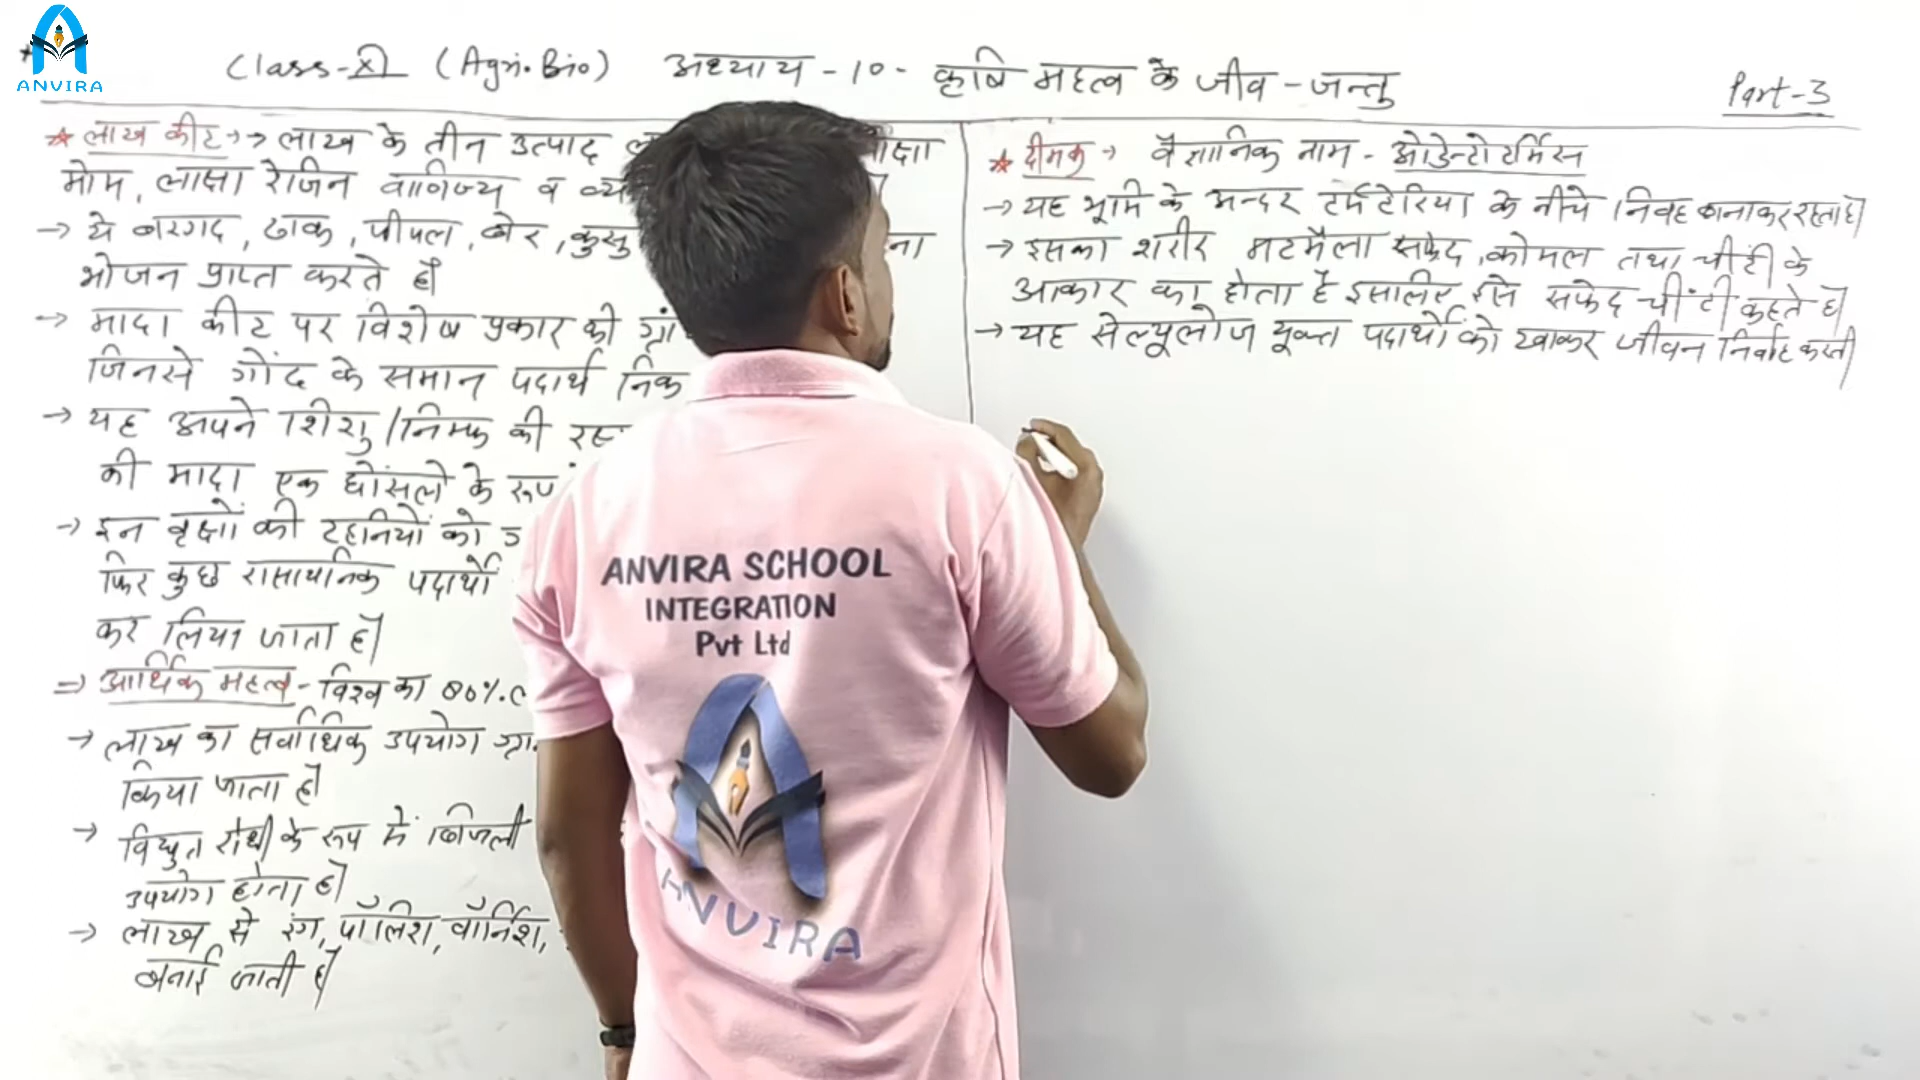 ANVIRA
Class-XI (Agri. Bio) अध्याय - 10 - कृषि महत्व के जीव - जन्तु
Part-3
★ लाख कीट →→ लाख के तीन उत्पाद
मोम, लाक्षा रेजिन वाणिज्य व
→ ये बरगद, ढाक, पीपल, बेर,
भोजन प्राप्त करते हैं।
→ मादा कीट पर विशेष प्रकार की
जिनसे गोंद के समान पदार्थ
→ यह अपने शिशु/निम्फ की
की मादा एक घोंसले के रूप
→ इन वृक्षों की टहनियों को
फिर कुछ रासायनिक पदार्थो
कर लिया जाता है।
⇒ आर्थिक महत्व - विश्व का 80%
→ लाख का सर्वाधिक उपयोग
किया जाता है।
→ विद्युत रोधी के रूप में बिजली
उपयोग होता है।
→ लाख से रंग, पॉलिश, वॉर्निश,
बनाई जाती है।
★ दीमक → वैज्ञानिक नाम - ओडेन्टोटर्मिस
→ यह भूमि के अन्दर टर्मेटेरिया के नीचे निवह बनाकर रहता है।
→ इसका शरीर मटमैला सफेद, कोमल तथा चींटी के
आकार का होता है इसलिए इसे सफेद चींटी कहते है।
→ यह सेल्यूलोज युक्त पदार्थों को खाकर जीवन निर्वाह करती
ANVIRA SCHOOL
INTEGRATION
Pvt Ltd
ANVIRA